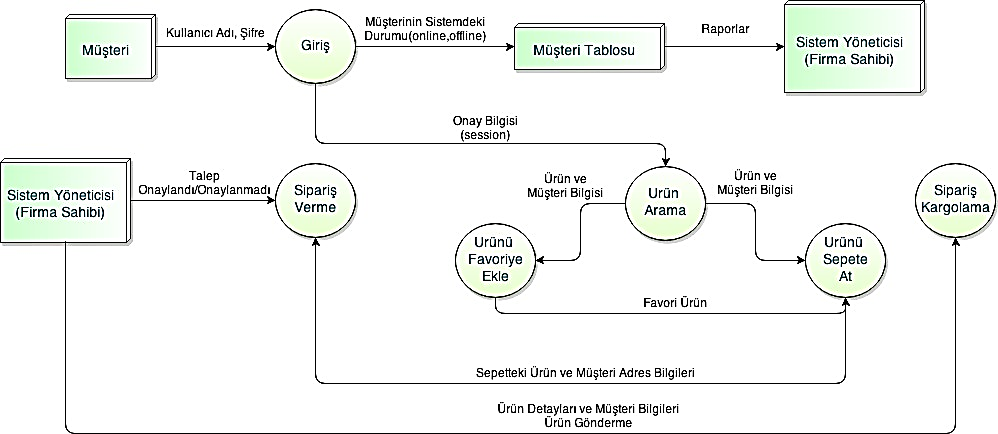 Müşteri
Kullanıcı Adı, Şifre
Giriş
Müşterinin Sistemdeki
Durumu(online,offline)
Müşteri Tablosu
Raporlar
Sistem Yöneticisi
(Firma Sahibi)
Onay Bilgisi
(session)
Sistem Yöneticisi
(Firma Sahibi)
Talep
Onaylandı/Onaylanmadı
Sipariş
Verme
Ürün ve
Müşteri Bilgisi
Urün
Arama
Ürün ve
Müşteri Bilgisi
Sipariş
Kargolama
Urünü
Favoriye
Ekle
Urünü
Sepete
At
Favori Ürün
Sepetteki Ürün ve Müşteri Adres Bilgileri
Ürün Detayları ve Müşteri Bilgileri
Ürün Gönderme